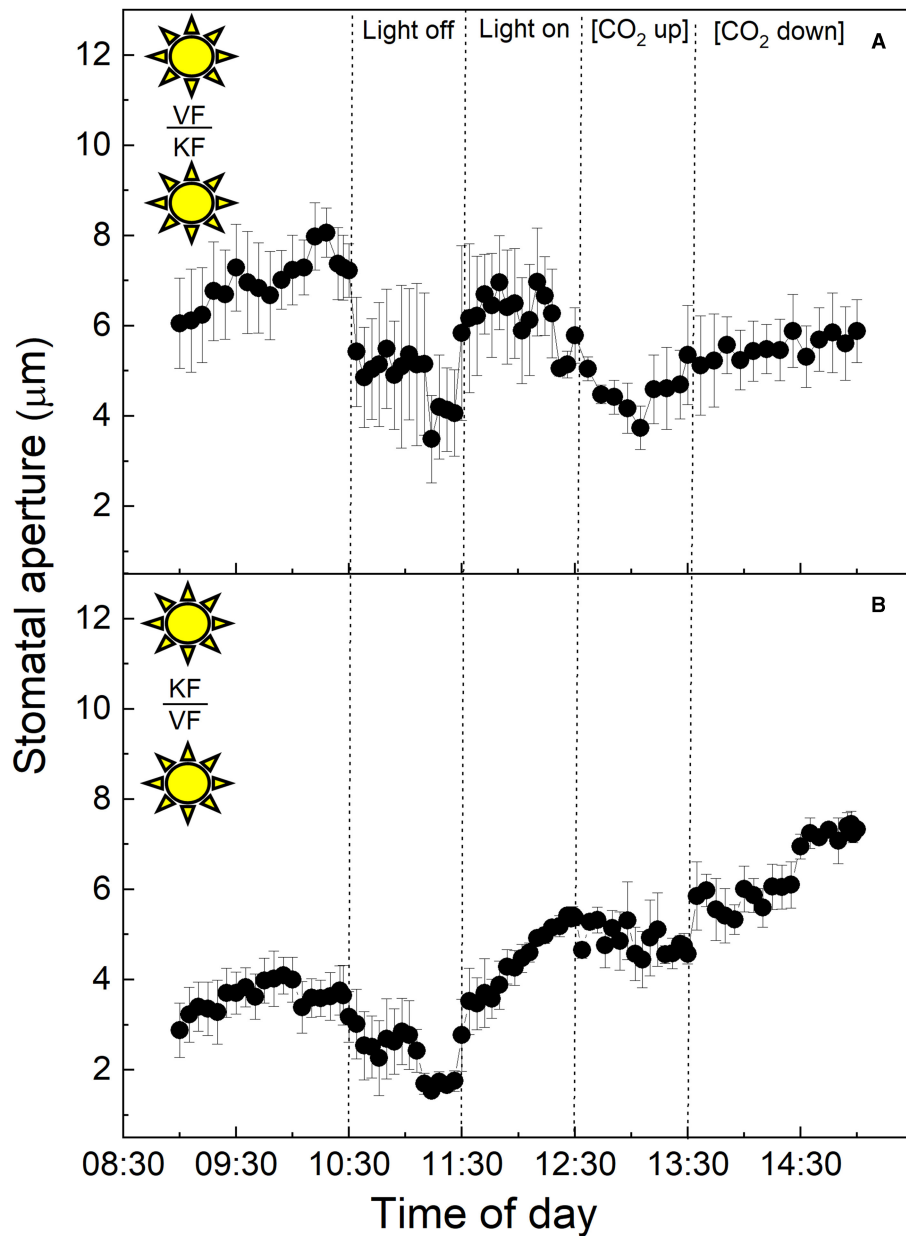 Light off Light on [CO₂ up] [CO₂ down] A
12
VF
KF
10
8
6
4
2
Stomatal aperture (μm)
B
12
KF
VF
10
8
6
4
2
08:30 09:30 10:30 11:30 12:30 13:30 14:30
Time of day